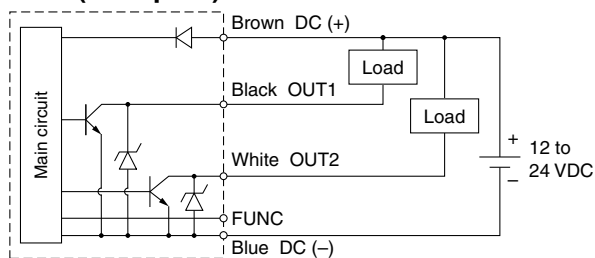 Brown DC (+)
Load
Black OUT1
Load
Main circuit
+
12 to
24 VDC
–
White OUT2
FUNC
Blue DC (–)